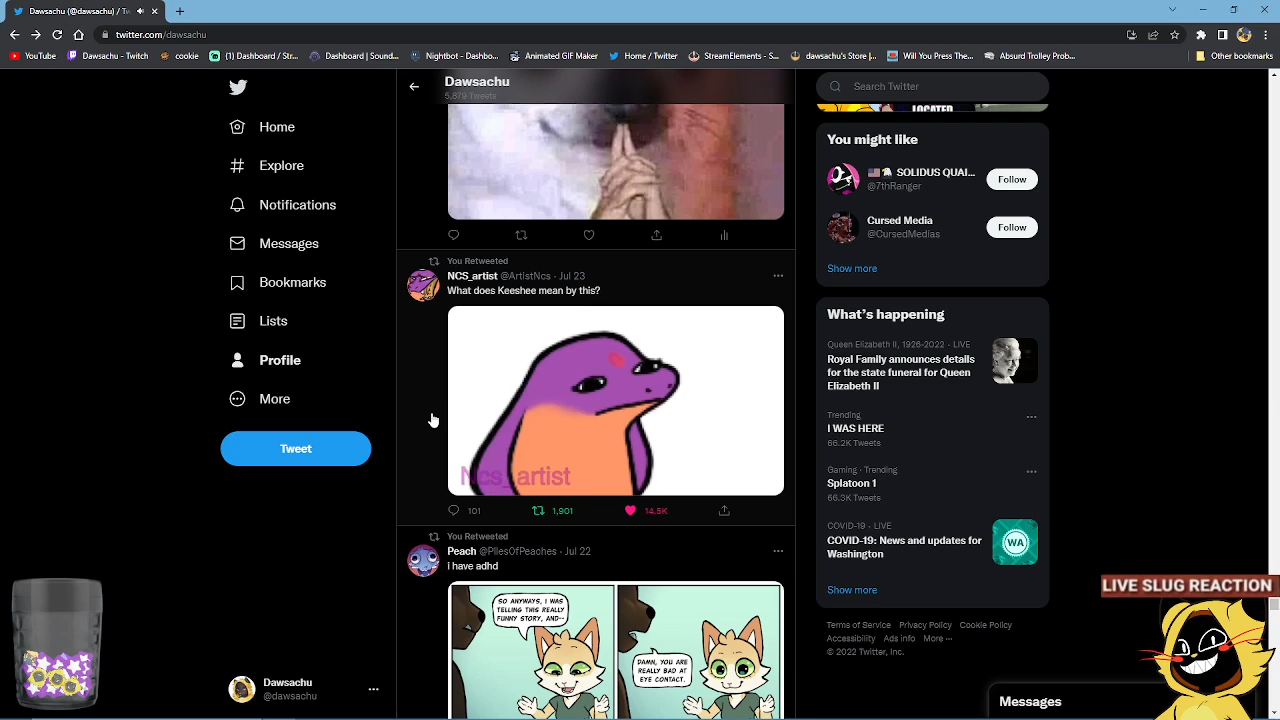 Dawsachu (@dawsachu) / Twit
twitter.com/dawsachu
YouTube
dawsachu - Twitch
cookie
(1) Dashboard / Str...
Dashboard | Sound...
Nightbot - Dashbo...
Animated Gif Maker
Home / Twitter
StreamElements - S...
dawsachu's Store |...
Will You Press The...
Absurd Trolley Prob...
Other bookmarks
Home
Explore
Notifications
Messages
Bookmarks
Lists
Profile
More
Tweet
Dawsachu
@dawsachu
Dawsachu
5,879 Tweets
You Retweeted
NCS_artist @ArtistNcs · Jul 23
What does Keeshee mean by this?
Ncs_artist
101
1,901
14.5K
You Retweeted
Peach @PilesOfPeaches · Jul 22
i have adhd
SO ANYWAYS, I WAS
TELLING THIS REALLY
FUNNY STORY, AND--
DAMN, YOU ARE
REALLY BAD AT
EYE CONTACT.
Search Twitter
LOCATED
You might like
SOLIDUS QUAI...
@7thRanger
Follow
Cursed Media
@CursedMedias
Follow
Show more
What's happening
Queen Elizabeth II, 1926-2022 · LIVE
Royal Family announces details
for the state funeral for Queen
Elizabeth II
Trending
I WAS HERE
66.2K Tweets
Gaming · Trending
Splatoon 1
66.3K Tweets
COVID-19 · LIVE
COVID-19: News and updates for
Washington
WA
Show more
Terms of Service Privacy Policy Cookie Policy
Accessibility Ads info More ···
© 2022 Twitter, Inc.
LIVE SLUG REACTION
Messages